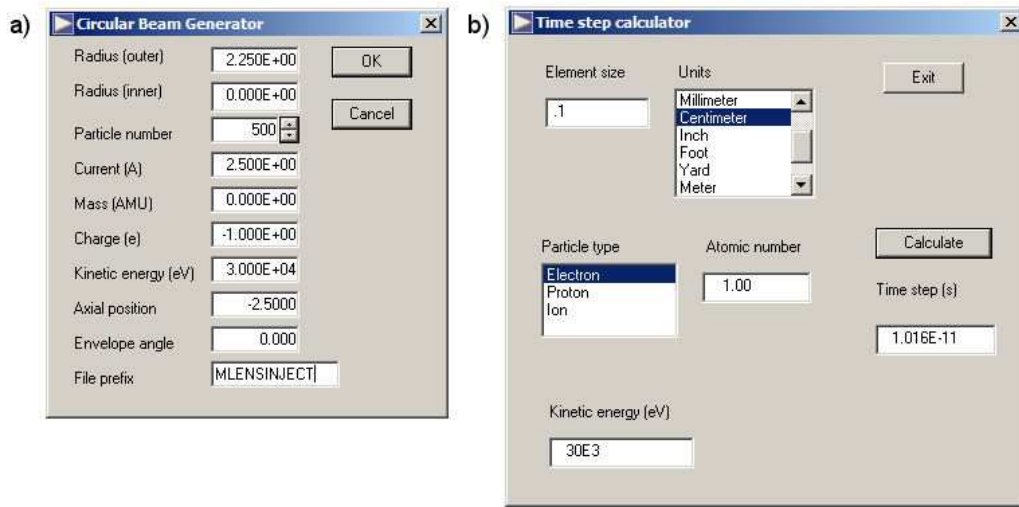 a)
Circular Beam Generator
Radius (outer) 2.250E+00 OK
Radius (inner) 0.000E+00
Cancel
Particle number 500
Current (A) 2.500E+00
Mass (AMU) 0.000E+00
Charge (e) -1.000E+00
Kinetic energy (eV) 3.000E+04
Axial position -2.5000
Envelope angle 0.000
File prefix MLENSINJECT
b)
Time step calculator
Element size Units Exit
.1
Millimeter
Centimeter
Inch
Foot
Yard
Meter
Calculate
Particle type Atomic number
Electron 1.00
Proton
Ion
Time step (s)
1.016E-11
Kinetic energy (eV)
30E3